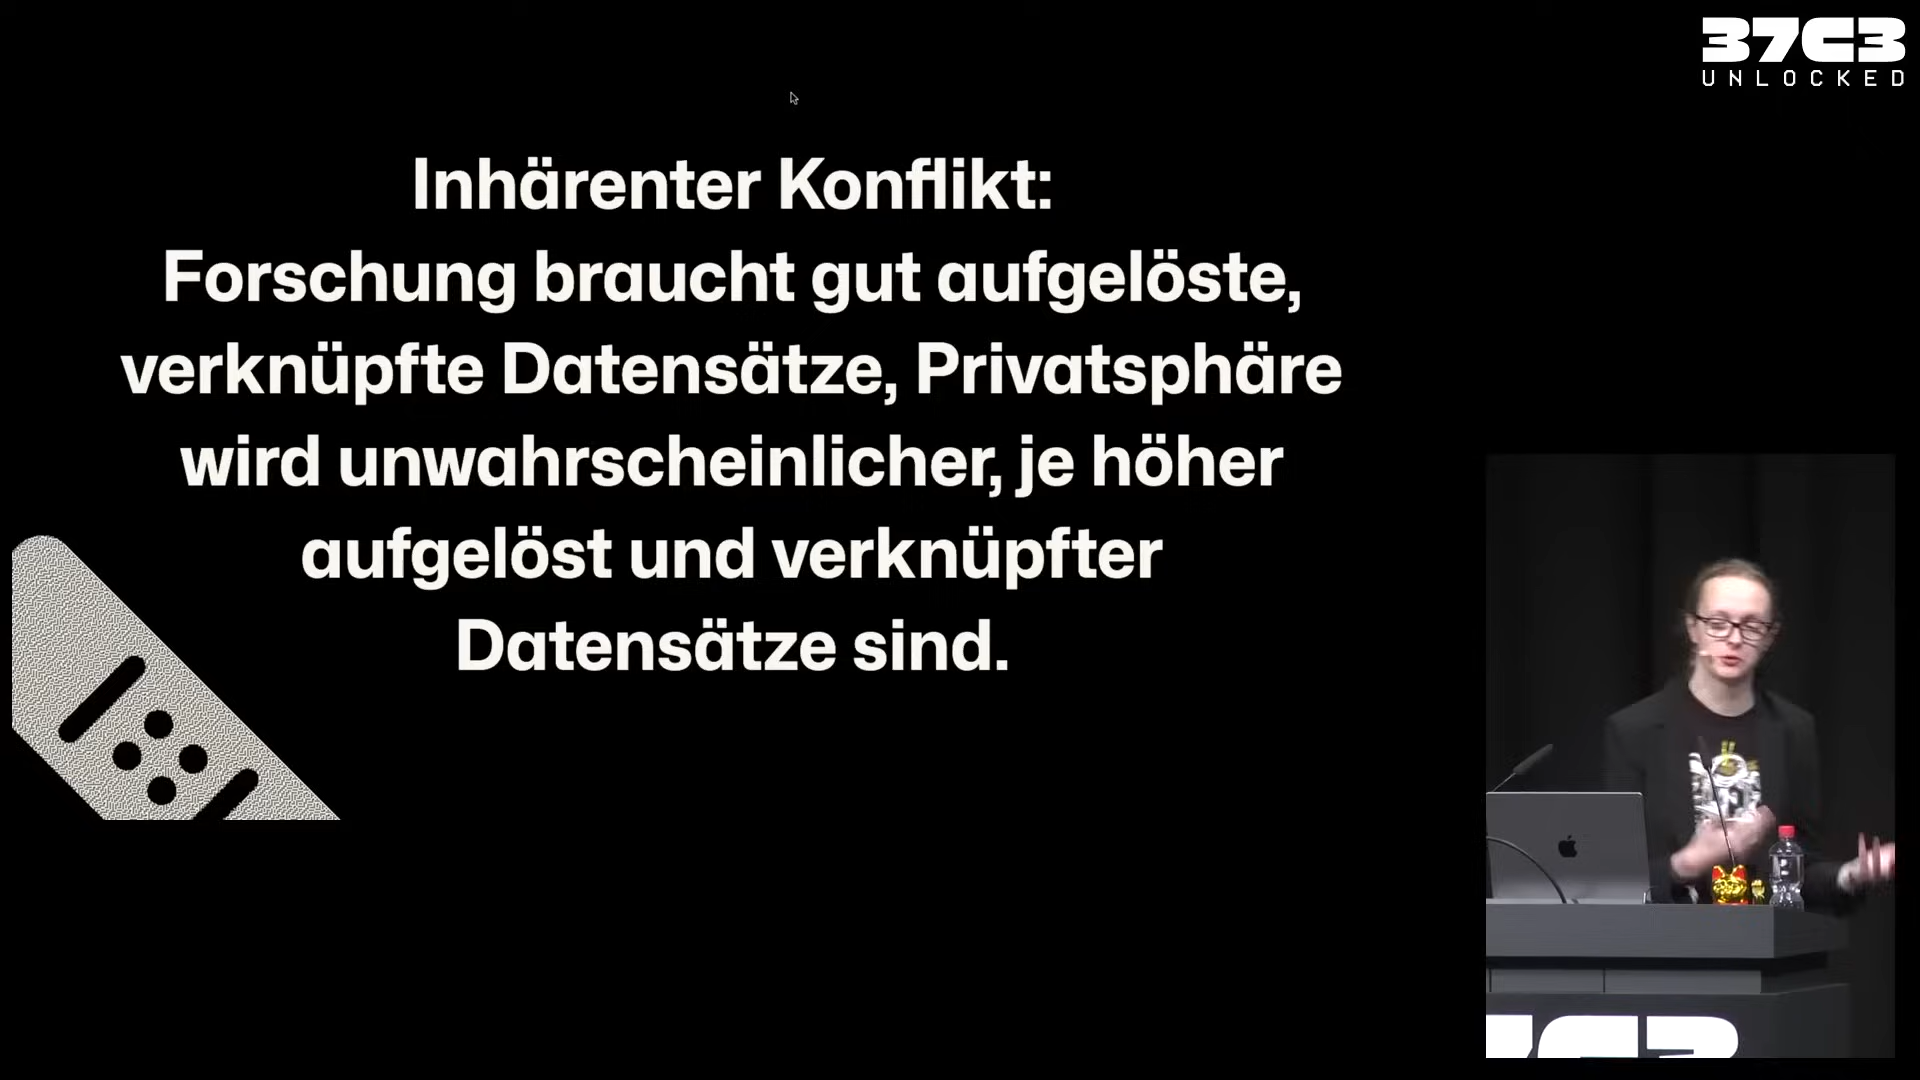 37C3
UNLOCKED
Inhärenter Konflikt:
Forschung braucht gut aufgelöste,
verknüpfte Datensätze, Privatsphäre
wird unwahrscheinlicher, je höher
aufgelöst und verknüpfter
Datensätze sind.